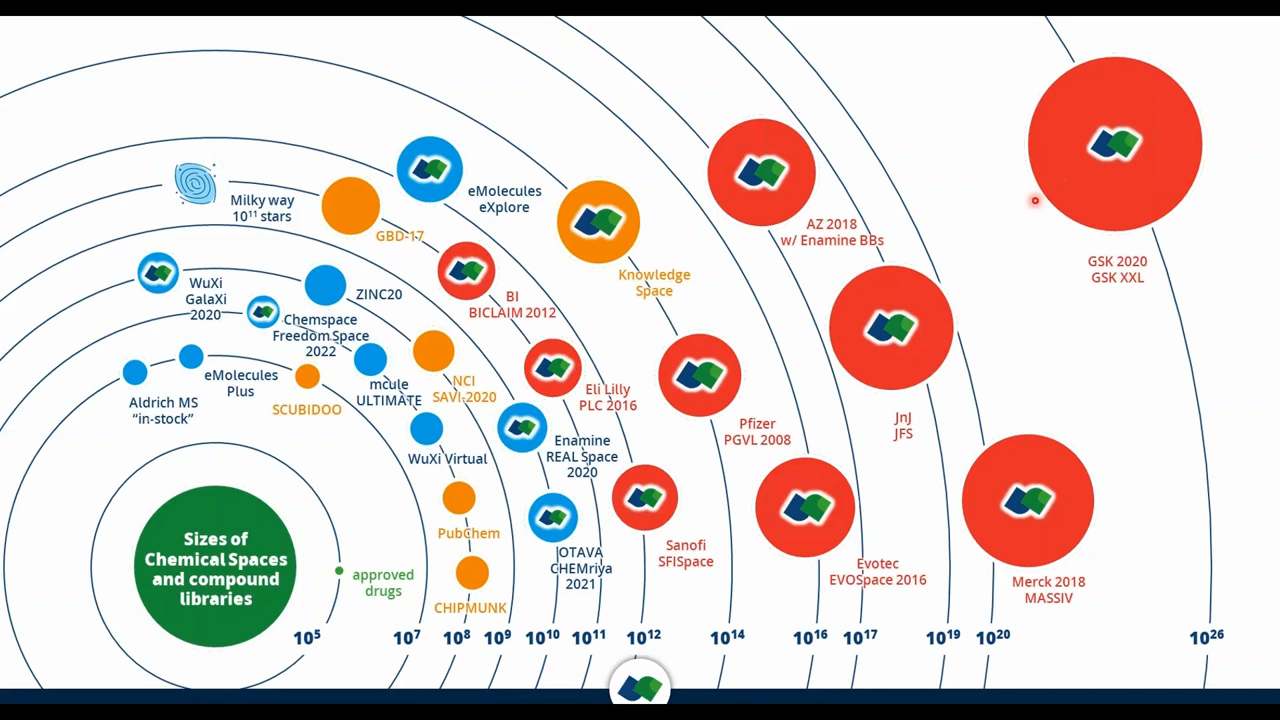 Milky way
10¹¹ stars
GBD-17
eMolecules
eXplore
Knowledge
Space
AZ 2018
w/ Enamine BBs
GSK 2020
GSK XXL
WuXi
GalaXi
2020
ZINC20
Chemspace
Freedom Space
2022
BI
BICLAIM 2012
eMolecules
Plus
Aldrich MS
“in-stock”
SCUBIDOO
mcule
ULTIMATE
NCI
SAVI-2020
Eli Lilly
PLC 2016
Pfizer
PGVL 2008
JnJ
JFS
WuXi Virtual
Enamine
REAL Space
2020
PubChem
OTAVA
CHEMriya
2021
Sanofi
SFISpace
Evotec
EVOSpace 2016
Merck 2018
MASSIV
CHIPMUNK
Sizes of
Chemical Spaces
and compound
libraries
approved
drugs
10⁵ 10⁷ 10⁸ 10⁹ 10¹⁰ 10¹¹ 10¹² 10¹⁴ 10¹⁶ 10¹⁷ 10¹⁹ 10²⁰ 10²⁶